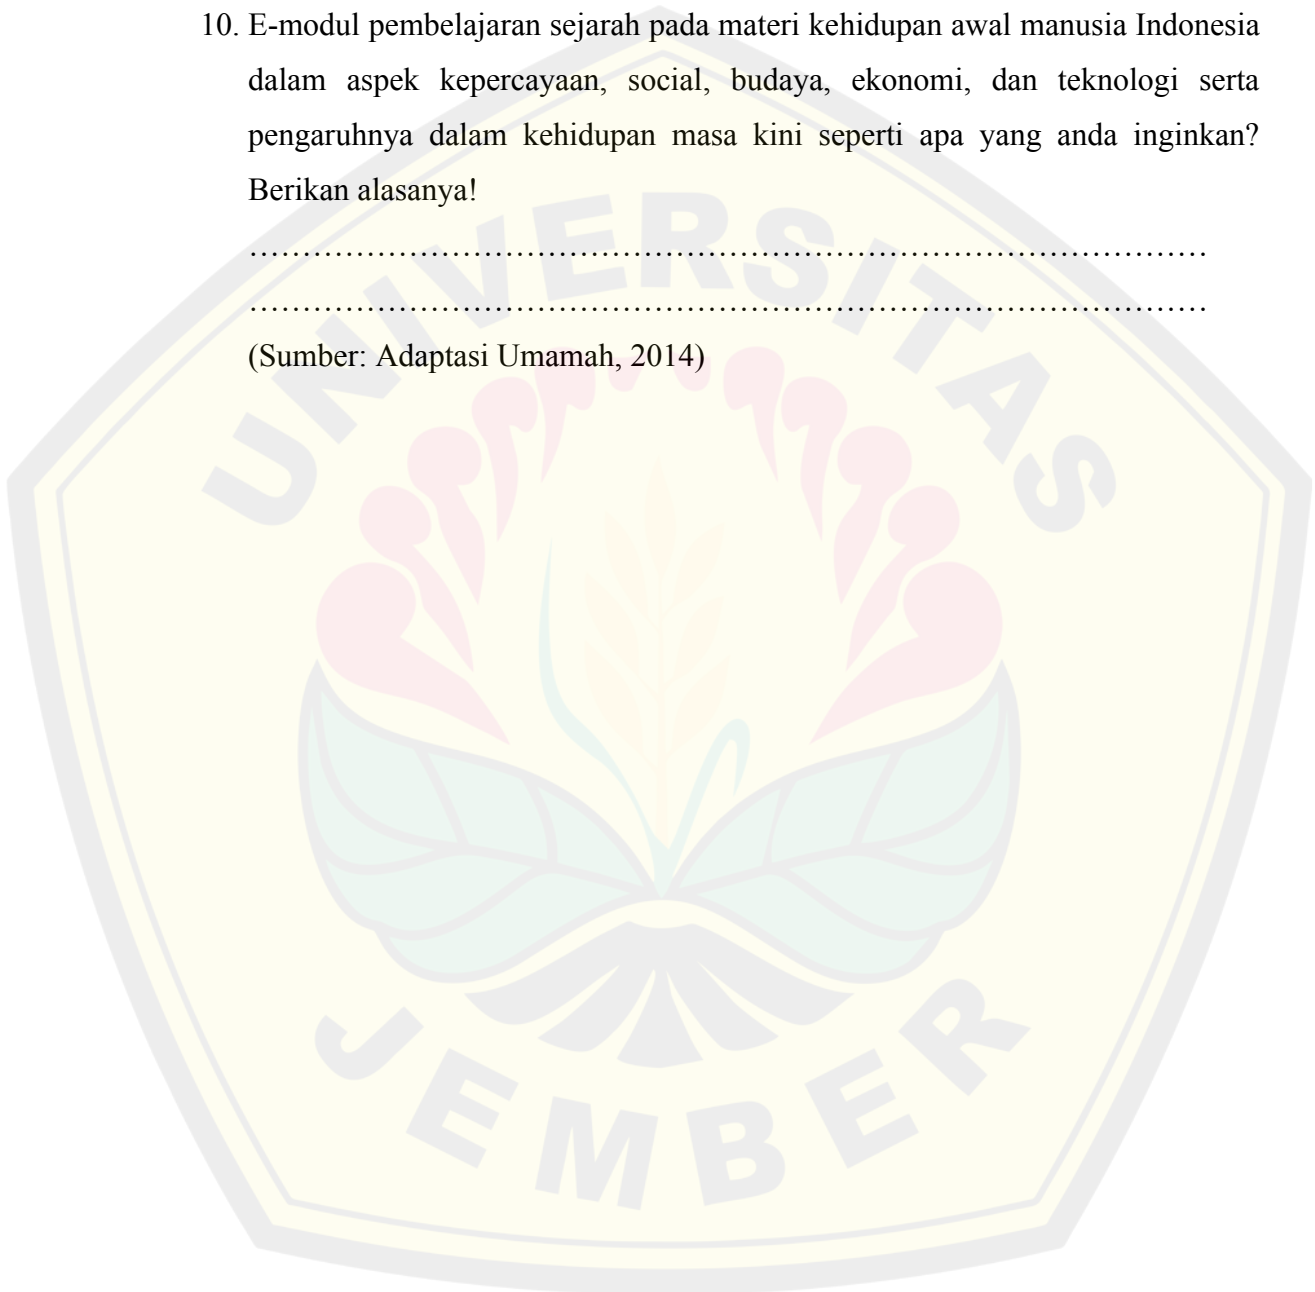 10. E-modul pembelajaran sejarah pada materi kehidupan awal manusia Indonesia
dalam aspek kepercayaan, social, budaya, ekonomi, dan teknologi serta
pengaruhnya dalam kehidupan masa kini seperti apa yang anda inginkan?
Berikan alasanya!
……………………………………………………………………………
……………………………………………………………………………
(Sumber: Adaptasi Umamah, 2014)
UNIVERSITAS
JEMBER